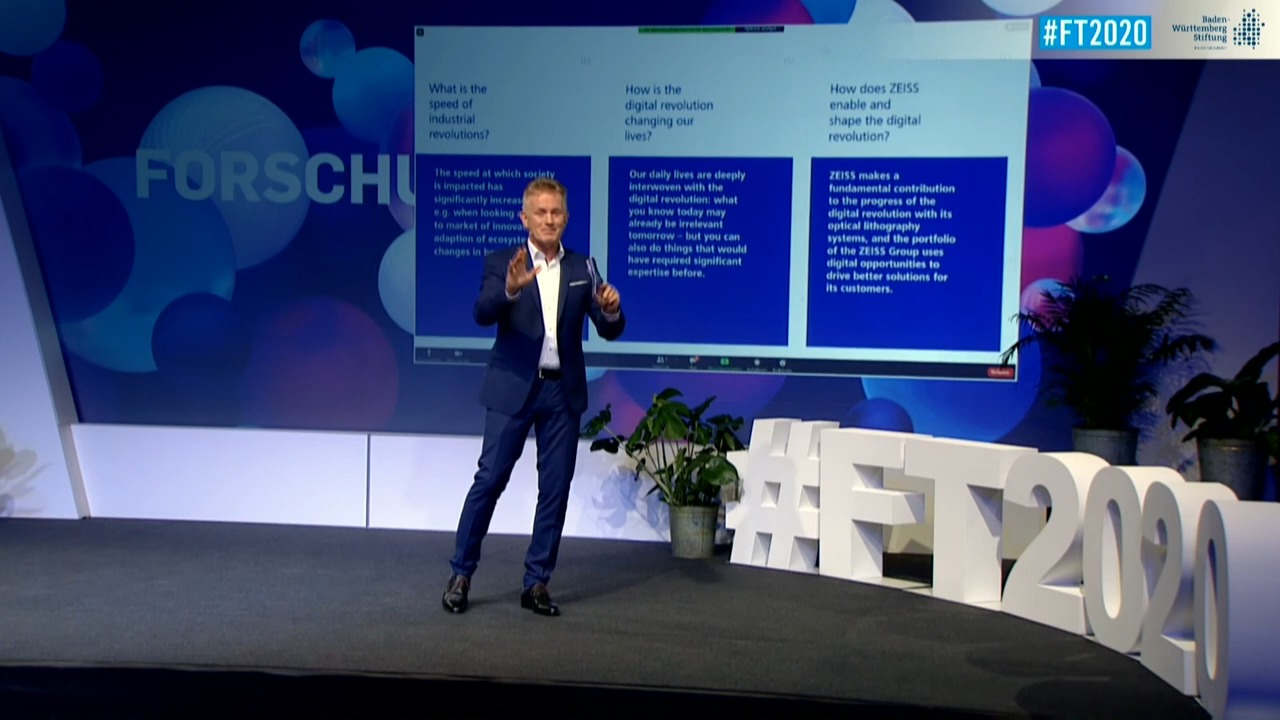 #FT2020
Baden-
Württemberg
Stiftung
FORSCHU
What is the
speed of
industrial
revolutions?
The speed at which society
is impacted has
significantly
e.g. when looking
to market of
adaption of
changes in
How is the
digital revolution
changing our
lives?
Our daily lives are deeply
interwoven with the
digital revolution: what
you know today may
already be irrelevant
tomorrow – but you can
also do things that would
have required significant
expertise before.
How does ZEISS
enable and
shape the digital
revolution?
ZEISS makes a
fundamental contribution
to the progress of the
digital revolution with its
optical lithography
systems, and the portfolio
of the ZEISS Group uses
digital opportunities to
drive better solutions for
its customers.
#FT2020